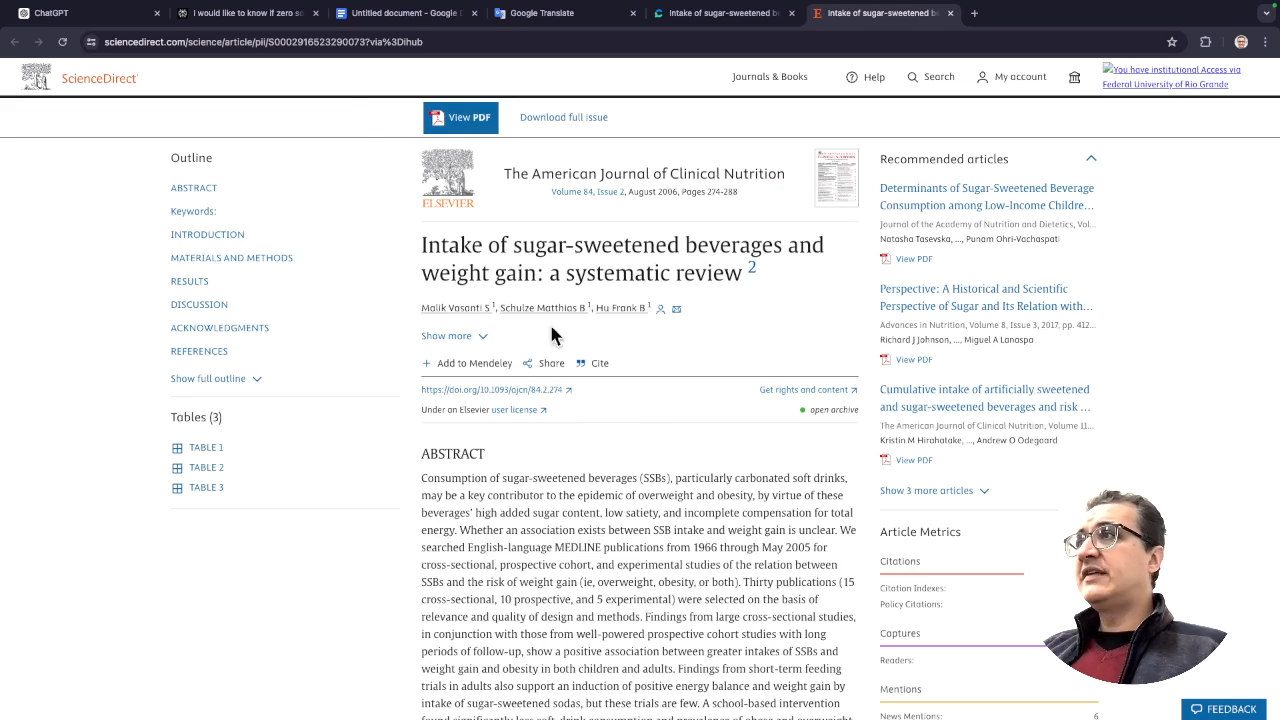 ChatGPT
I would like to know if zero so
Untitled document - Google D
Google Translate
Intake of sugar-sweetened b
Intake of sugar-sweetened be
sciencedirect.com/science/article/pii/S0002916523290073?via%3Dhub
ScienceDirect
Journals & Books
Help
Search
My account
You have institutional Access via
Federal University of Rio Grande
View PDF
Download full issue
Outline
ABSTRACT
Keywords:
INTRODUCTION
MATERIALS AND METHODS
RESULTS
DISCUSSION
ACKNOWLEDGMENTS
REFERENCES
Show full outline
Tables (3)
TABLE 1
TABLE 2
TABLE 3
ELSEVIER
The American Journal of Clinical Nutrition
Volume 84, Issue 2, August 2006, Pages 274-288
Intake of sugar-sweetened beverages and
weight gain: a systematic review 2
Malik Vasanti S 1, Schulze Matthias B 1, Hu Frank B 1
Show more
Add to Mendeley
Share
Cite
https://doi.org/10.1093/ajcn/84.2.274
Get rights and content
Under an Elsevier user license
open archive
ABSTRACT
Consumption of sugar-sweetened beverages (SSBs), particularly carbonated soft drinks,
may be a key contributor to the epidemic of overweight and obesity, by virtue of these
beverages' high added sugar content, low satiety, and incomplete compensation for total
energy. Whether an association exists between SSB intake and weight gain is unclear. We
searched English-language MEDLINE publications from 1966 through May 2005 for
cross-sectional, prospective cohort, and experimental studies of the relation between
SSBs and the risk of weight gain (ie, overweight, obesity, or both). Thirty publications (15
cross-sectional, 10 prospective, and 5 experimental) were selected on the basis of
relevance and quality of design and methods. Findings from large cross-sectional studies,
in conjunction with those from well-powered prospective cohort studies with long
periods of follow-up, show a positive association between greater intakes of SSBs and
weight gain and obesity in both children and adults. Findings from short-term feeding
trials in adults also support an induction of positive energy balance and weight gain by
intake of sugar-sweetened sodas, but these trials are few. A school-based intervention
Recommended articles
Determinants of Sugar-Sweetened Beverage
Consumption among Low-Income Childre...
Journal of the Academy of Nutrition and Dietetics, Vol...
Natasha Tasevska, ..., Punam Ohri-Vachaspati
View PDF
Perspective: A Historical and Scientific
Perspective of Sugar and Its Relation with...
Advances in Nutrition, Volume 8, Issue 3, 2017, pp. 412...
Richard J Johnson, ..., Miguel A Lanaspa
View PDF
Cumulative intake of artificially sweetened
and sugar-sweetened beverages and risk ...
The American Journal of Clinical Nutrition, Volume 11...
Kristin M Hirahatake, ..., Andrew O Odegaard
View PDF
Show 3 more articles
Article Metrics
Citations
Citation Indexes:
Policy Citations:
Captures
Readers:
Mentions
News Mentions:
6
FEEDBACK